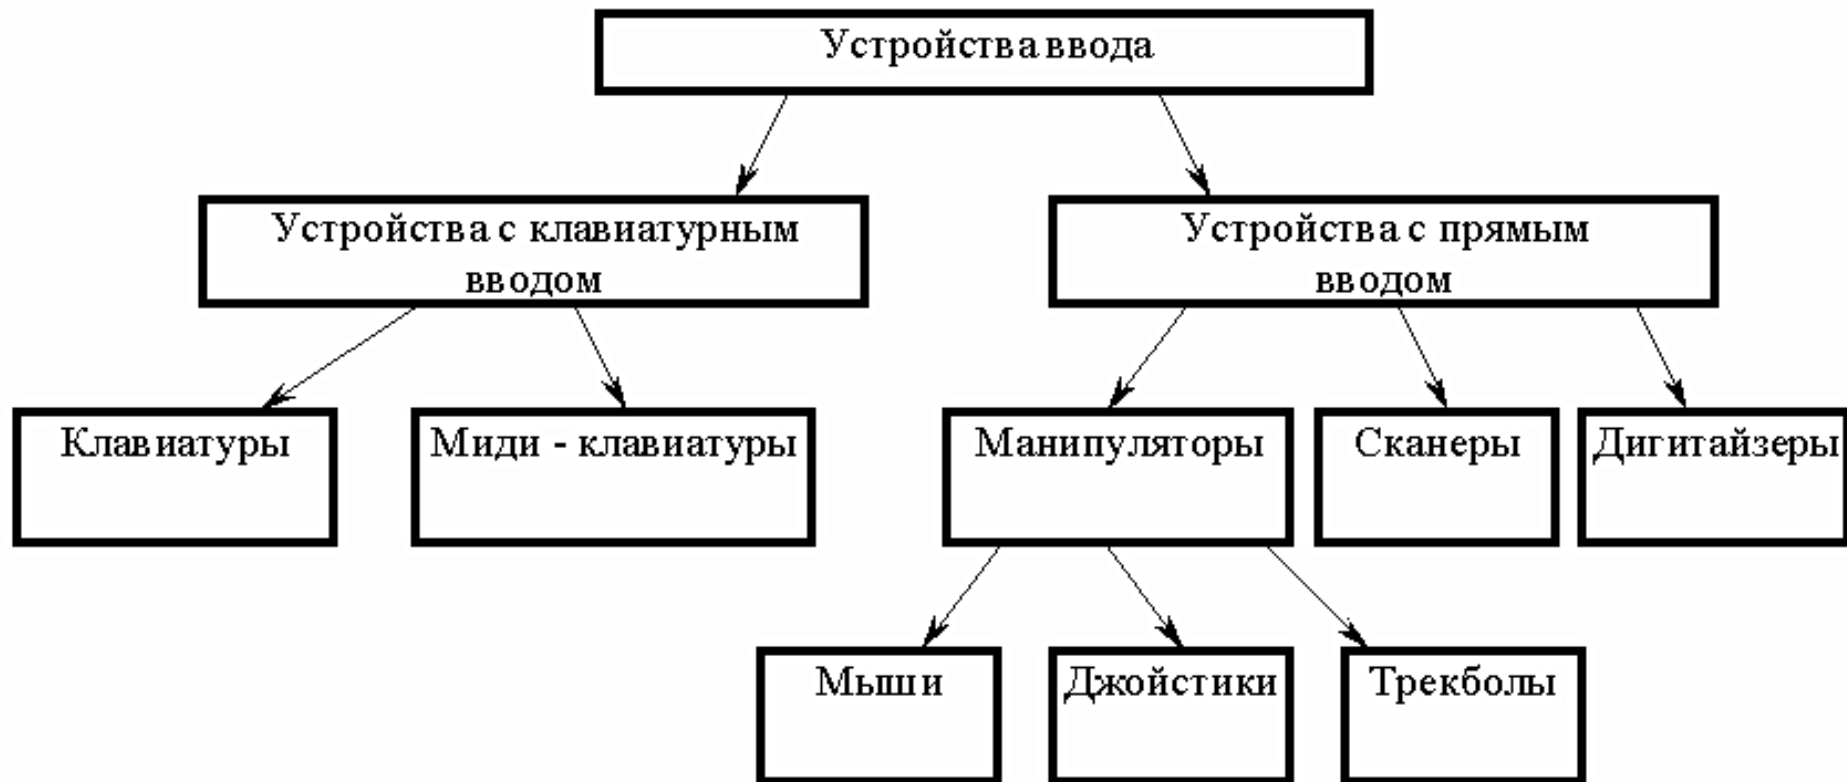 Устройства ввода
Устройства с клавиатурным
вводом
Устройства с прямым
вводом
Клавиатуры
Миди - клавиатуры
Манипуляторы
Сканеры
Дигитайзеры
Мыши
Джойстики
Трекболы